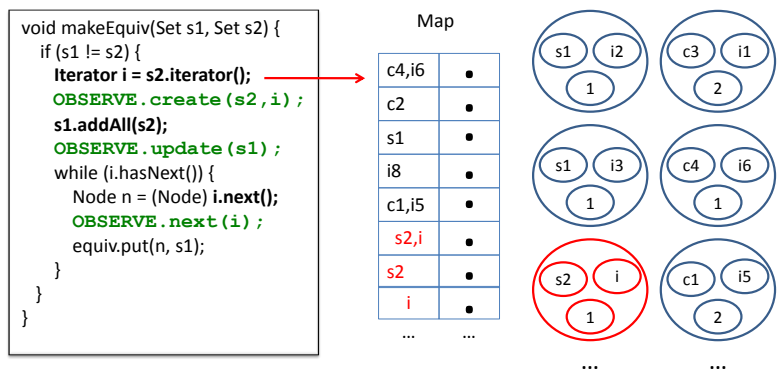 void makeEquiv(Set s1, Set s2) {
if (s1 != s2) {
Iterator i = s2.iterator();
OBSERVE.create(s2,i);
s1.addAll(s2);
OBSERVE.update(s1);
while (i.hasNext()) {
Node n = (Node) i.next();
OBSERVE.next(i);
equiv.put(n, s1);
}
}
}
Map
c4,i6
c2
s1
i8
c1,i5
s2,i
s2
i
... ...
s1 i2
1
c3 i1
2
s1 i3
1
c4 i6
1
s2 i
1
c1 i5
2
... ...